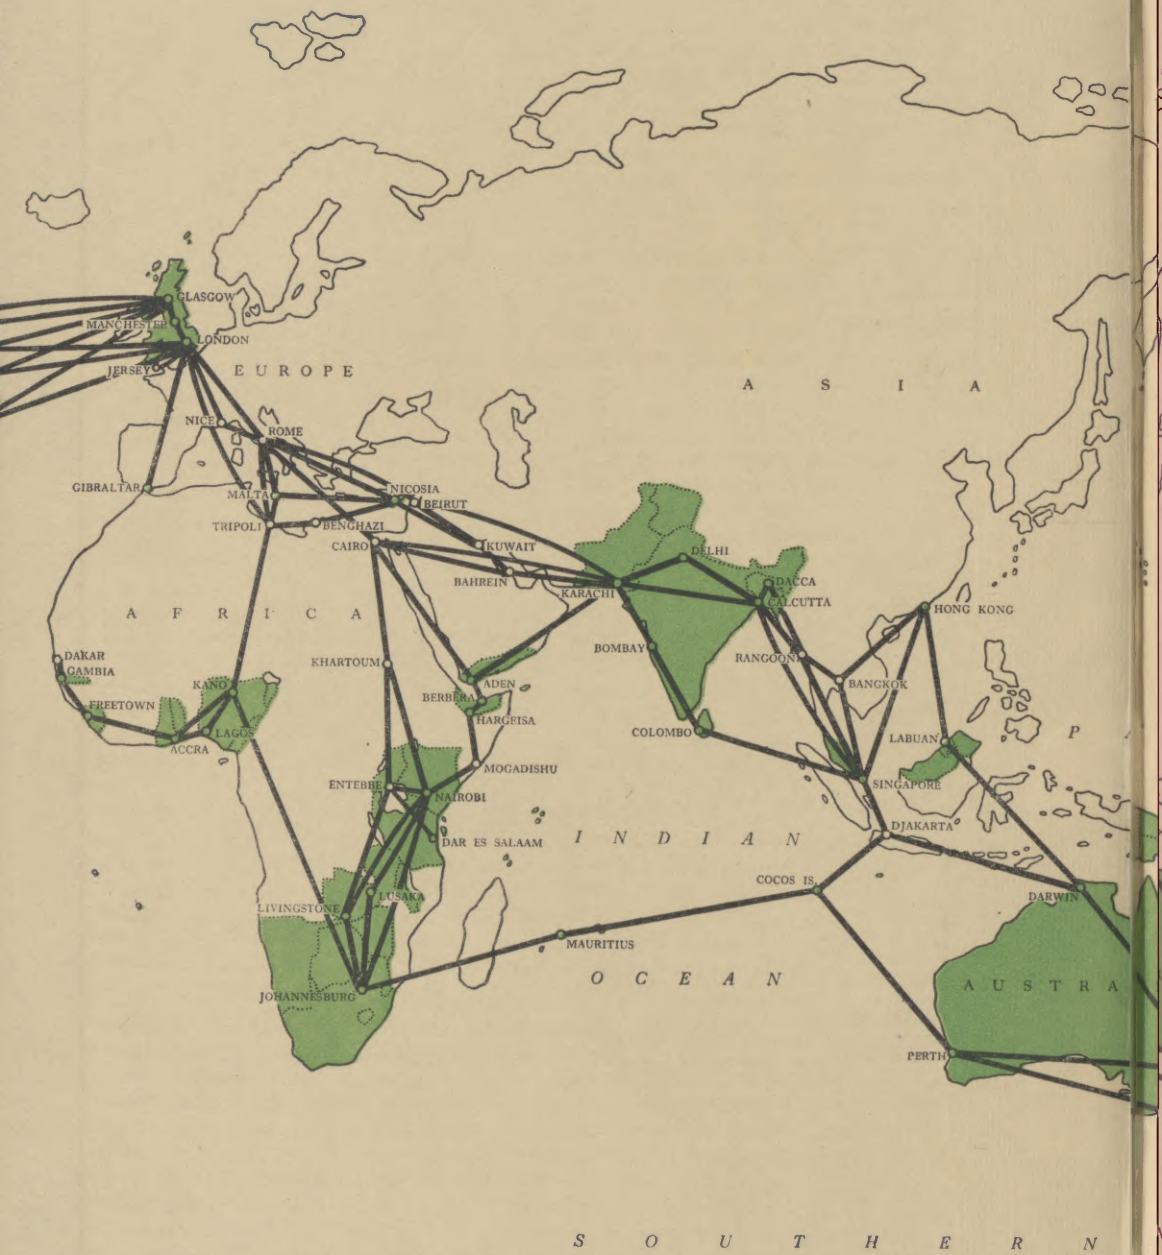 GLASGOW
MANCHESTER
LONDON
JERSEY
EUROPE
ASIA
NICE
ROME
GIBRALTAR
MALTA
NICOSIA
BEIRUT
TRIPOLI
BENGHAZI
CAIRO
KUWAIT
BAHREIN
KARACHI
DELHI
DACCA
CALCUTTA
HONG KONG
AFRICA
DAKAR
GAMBIA
KHARTOUM
BOMBAY
RANGOON
BANGKOK
KANO
ADEN
BERBERA
FREETOWN
HARGEISA
LAGOS
ACCRA
COLOMBO
LABUAN
P
MOGADISHU
ENTEBBE
NAIROBI
SINGAPORE
DJAKARTA
DAR ES SALAAM
INDIAN
COCOS IS.
LUSAKA
LIVINGSTONE
DARWIN
MAURITIUS
OCEAN
AUSTRA
JOHANNESBURG
PERTH
SOUTHERN